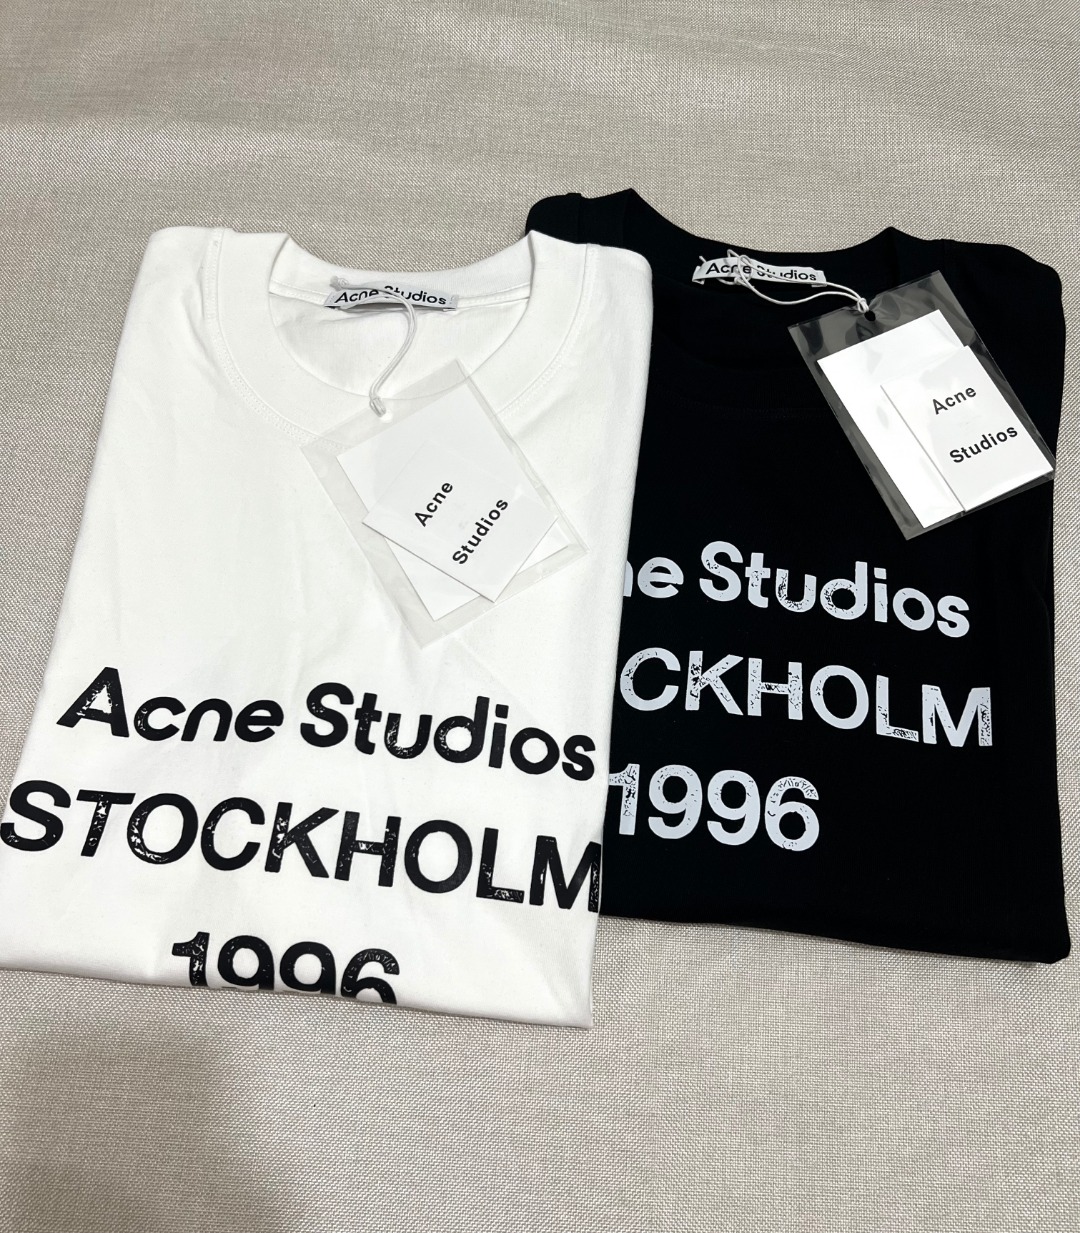 Acne Studios
Acne
Studios
Acne Studios
STOCKHOLM
1996
Acne Studios
Acne
Studios
ne Studios
CKHOLM
1996